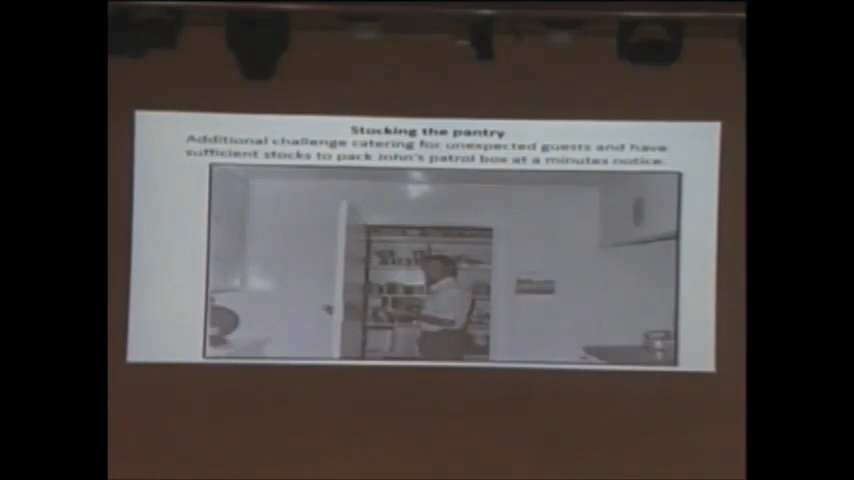 Stocking the pantry
Additional challenge catering for unexpected guests and have
sufficient stocks to pack John's patrol box at a minutes notice.